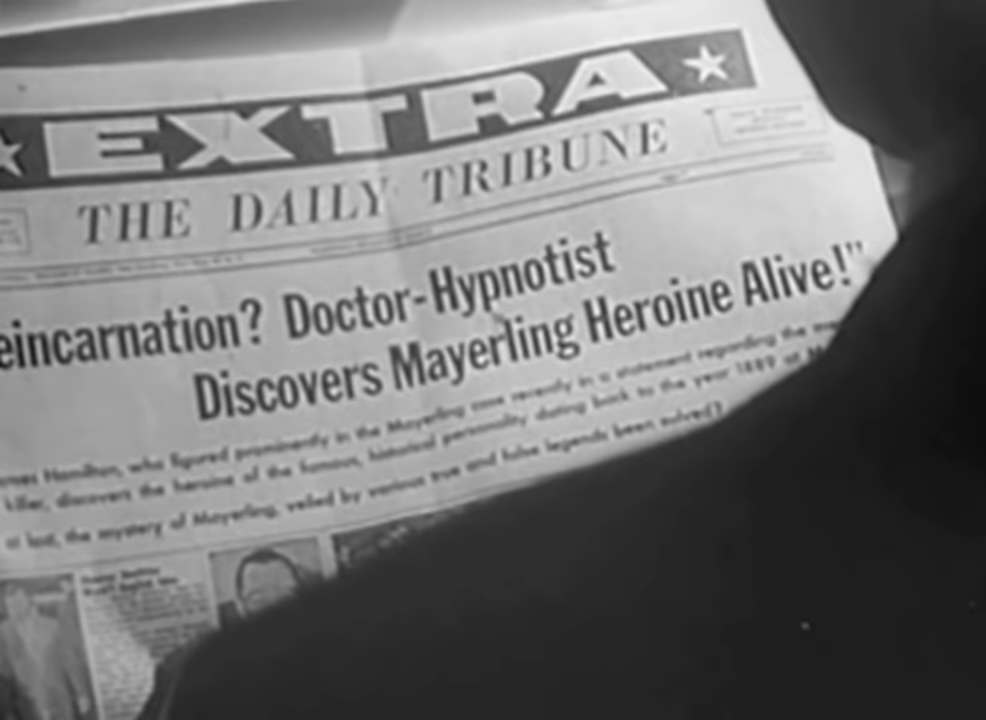 EXTRA
THE DAILY TRIBUNE
eincarnation? Doctor-Hypnotist
Discovers Mayerling Heroine Alive!"
Hamilton, who figured prominently in the Mayerling case recently in a statement regarding the
killer, discovers the heroine of the famous, historical personality dating back to the year 1889 at
at last, the mystery of Mayerling, veiled by various true and false legends been solved?